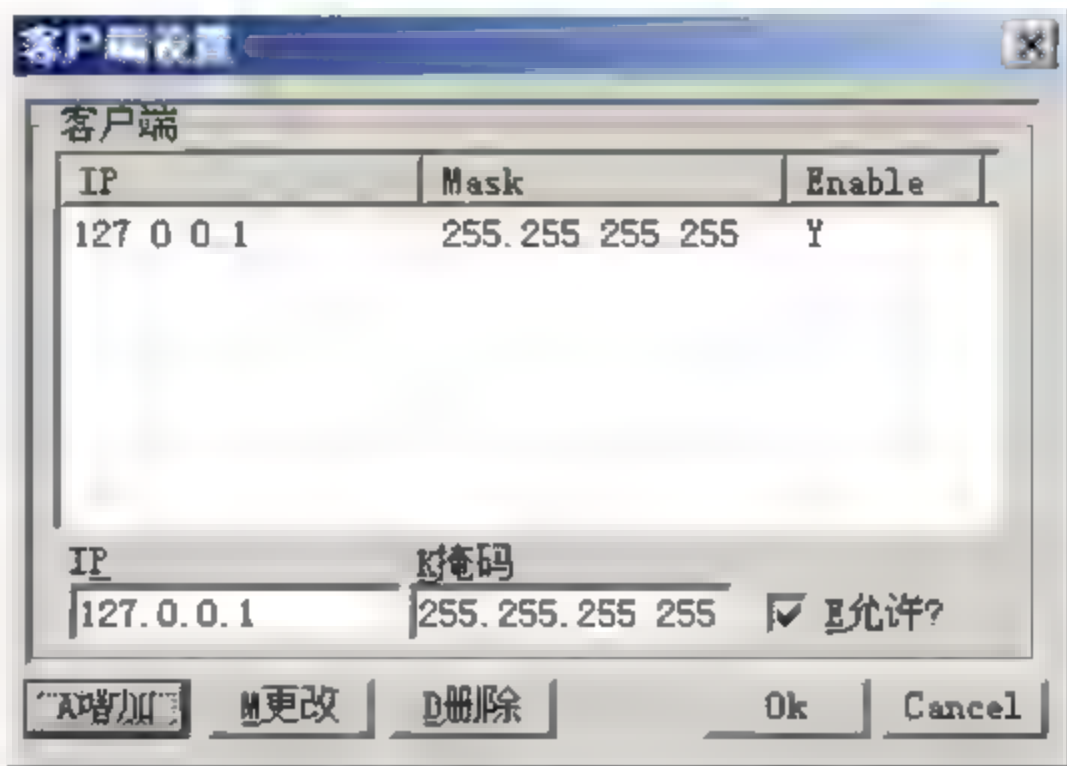 客户端设置
客户端
IP Mask Enable
127 0 0 1 255.255 255 255 Y
IP K掩码
127.0.0.1 255.255.255 255 E允许?
A增加 M更改 D删除 Ok Cancel